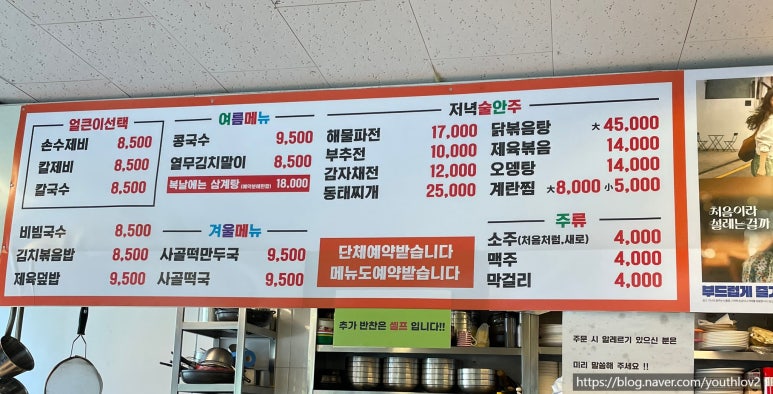 얼큰이선택
손수제비 8,500
칼제비 8,500
칼국수 8,500
비빔국수 8,500
김치볶음밥 8,500
제육덮밥 9,500
여름메뉴
콩국수 9,500
열무김치말이 8,500
복날에는 삼계탕 18,000
겨울메뉴
사골떡만두국 9,500
사골떡국 9,500
저녁술안주
해물파전 17,000
부추전 10,000
감자채전 12,000
동태찌개 25,000
닭볶음탕 大 45,000
제육볶음 14,000
오뎅탕 14,000
계란찜 大 8,000 小 5,000
단체예약받습니다
메뉴도예약받습니다
주류
소주(처음처럼,새로) 4,000
맥주 4,000
막걸리 4,000
처음이라
설레는걸까
부드럽게 즐
추가 반찬은 셀프 입니다!!
주문 시 알레르기 있으신 분은
미리 말씀해 주세요 !!
https://blog.naver.com/youthlov2